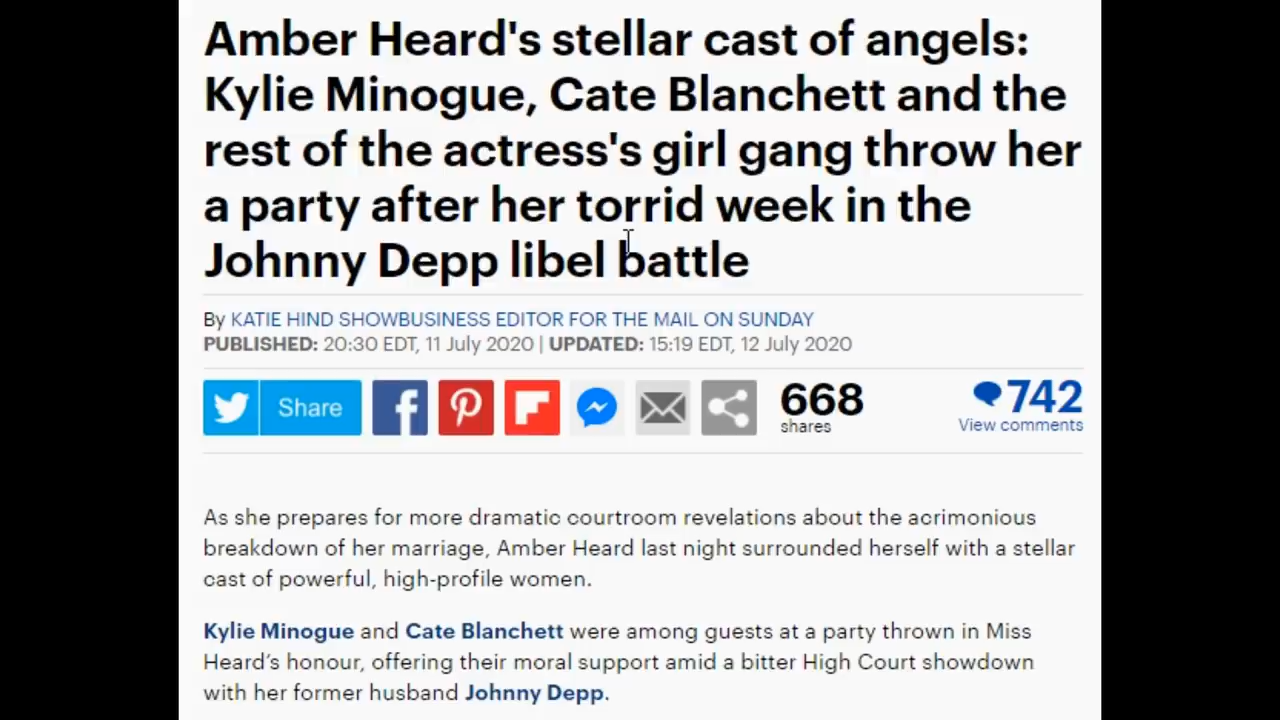 Amber Heard's stellar cast of angels:
Kylie Minogue, Cate Blanchett and the
rest of the actress's girl gang throw her
a party after her torrid week in the
Johnny Depp libel battle
By KATIE HIND SHOWBUSINESS EDITOR FOR THE MAIL ON SUNDAY
PUBLISHED: 20:30 EDT, 11 July 2020 | UPDATED: 15:19 EDT, 12 July 2020
Share
668
shares
742
View comments
As she prepares for more dramatic courtroom revelations about the acrimonious
breakdown of her marriage, Amber Heard last night surrounded herself with a stellar
cast of powerful, high-profile women.
Kylie Minogue and Cate Blanchett were among guests at a party thrown in Miss
Heard's honour, offering their moral support amid a bitter High Court showdown
with her former husband Johnny Depp.